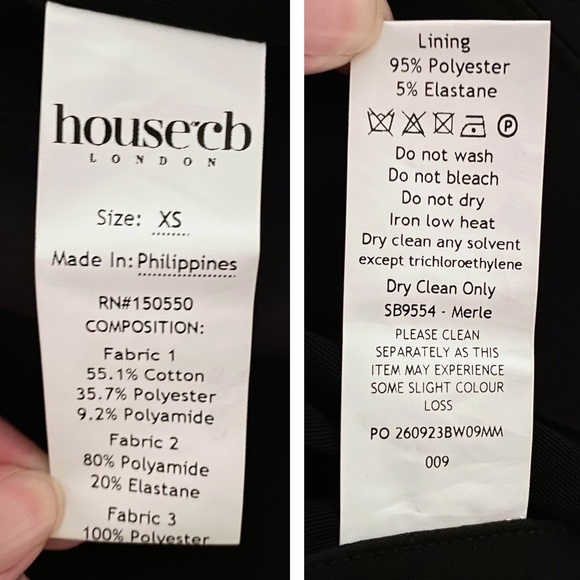 house cb
LONDON
Size: XS
Made In: Philippines
RN#150550
COMPOSITION:
Fabric 1
55.1% Cotton
35.7% Polyester
9.2% Polyamide
Fabric 2
80% Polyamide
20% Elastane
Fabric 3
100% Polyester
Lining
95% Polyester
5% Elastane
P
Do not wash
Do not bleach
Do not dry
Iron low heat
Dry clean any solvent
except trichloroethylene
Dry Clean Only
SB9554 - Merle
PLEASE CLEAN
SEPARATELY AS THIS
ITEM MAY EXPERIENCE
SOME SLIGHT COLOUR
LOSS
PO 260923BW09MM
009